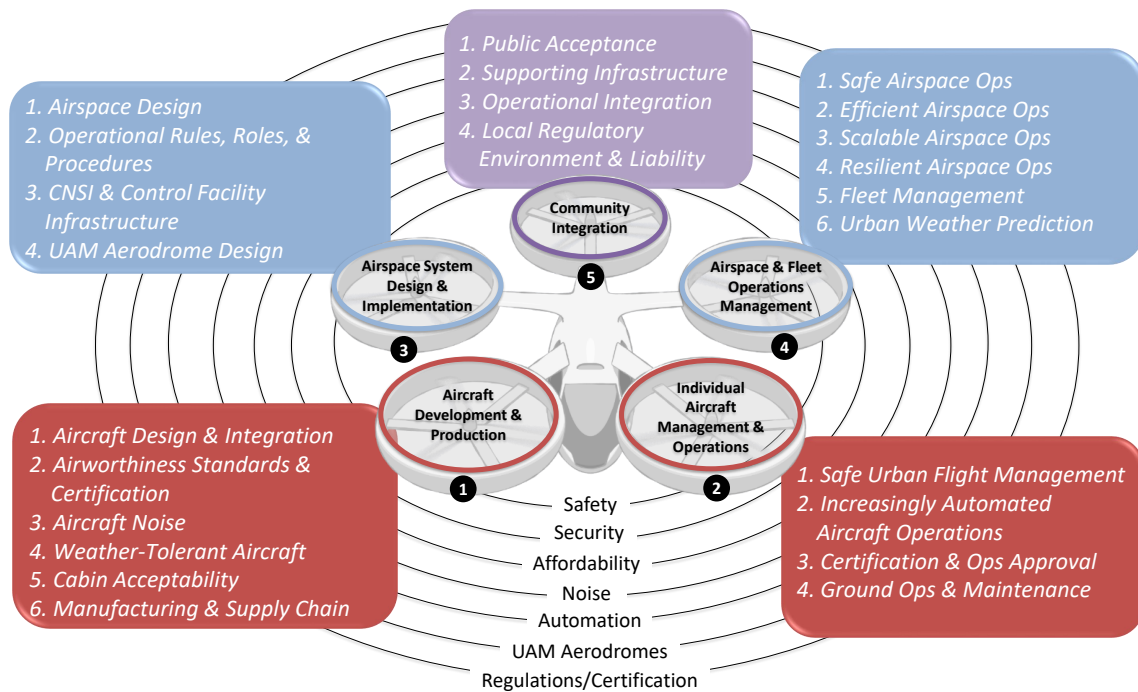 1. Public Acceptance
2. Supporting Infrastructure
3. Operational Integration
4. Local Regulatory
Environment & Liability
1. Airspace Design
2. Operational Rules, Roles, &
Procedures
3. CNSI & Control Facility
Infrastructure
4. UAM Aerodrome Design
1. Safe Airspace Ops
2. Efficient Airspace Ops
3. Scalable Airspace Ops
4. Resilient Airspace Ops
5. Fleet Management
6. Urban Weather Prediction
Community
Integration
5
Airspace System
Design &
Implementation
3
Airspace & Fleet
Operations
Management
4
Aircraft
Development &
Production
1
Individual
Aircraft
Management &
Operations
2
1. Aircraft Design & Integration
2. Airworthiness Standards &
Certification
3. Aircraft Noise
4. Weather-Tolerant Aircraft
5. Cabin Acceptability
6. Manufacturing & Supply Chain
1. Safe Urban Flight Management
2. Increasingly Automated
Aircraft Operations
3. Certification & Ops Approval
4. Ground Ops & Maintenance
Safety
Security
Affordability
Noise
Automation
UAM Aerodromes
Regulations/Certification